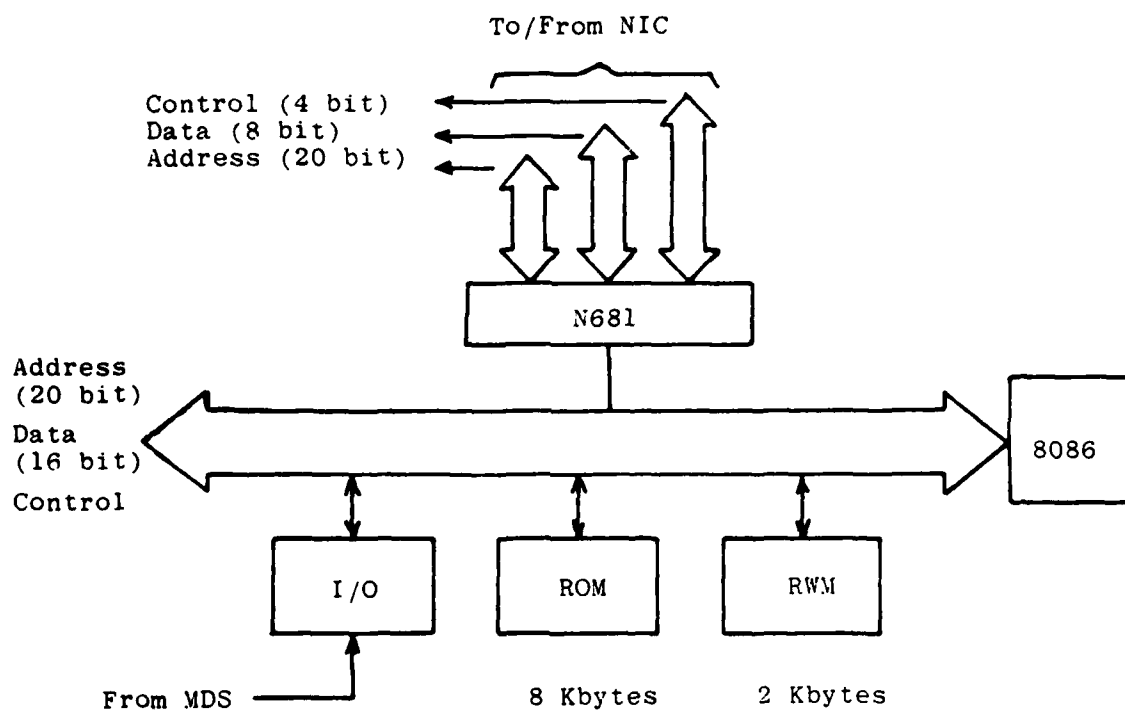 To/From NIC
Control (4 bit)
Data (8 bit)
Address (20 bit)
N681
Address
(20 bit)
Data
(16 bit)
Control
8086
I/O
ROM
RWM
From MDS
8 Kbytes
2 Kbytes